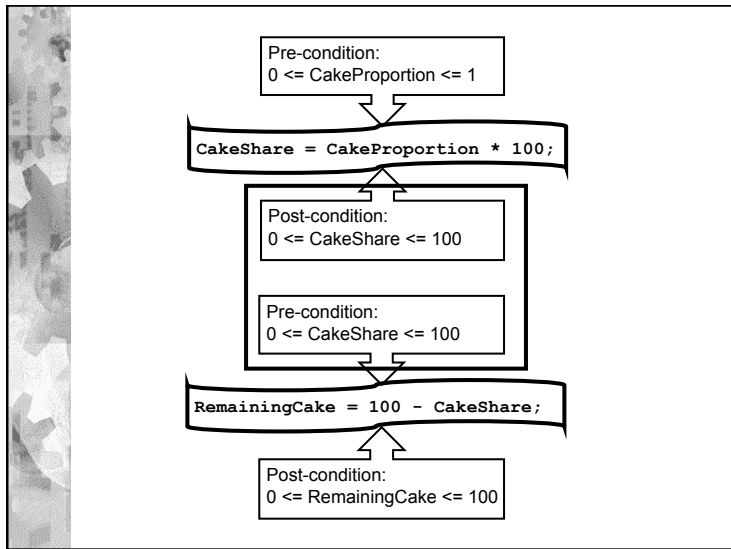 Pre-condition:
0 <= CakeProportion <= 1
CakeShare = CakeProportion * 100;
Post-condition:
0 <= CakeShare <= 100
Pre-condition:
0 <= CakeShare <= 100
RemainingCake = 100 - CakeShare;
Post-condition:
0 <= RemainingCake <= 100